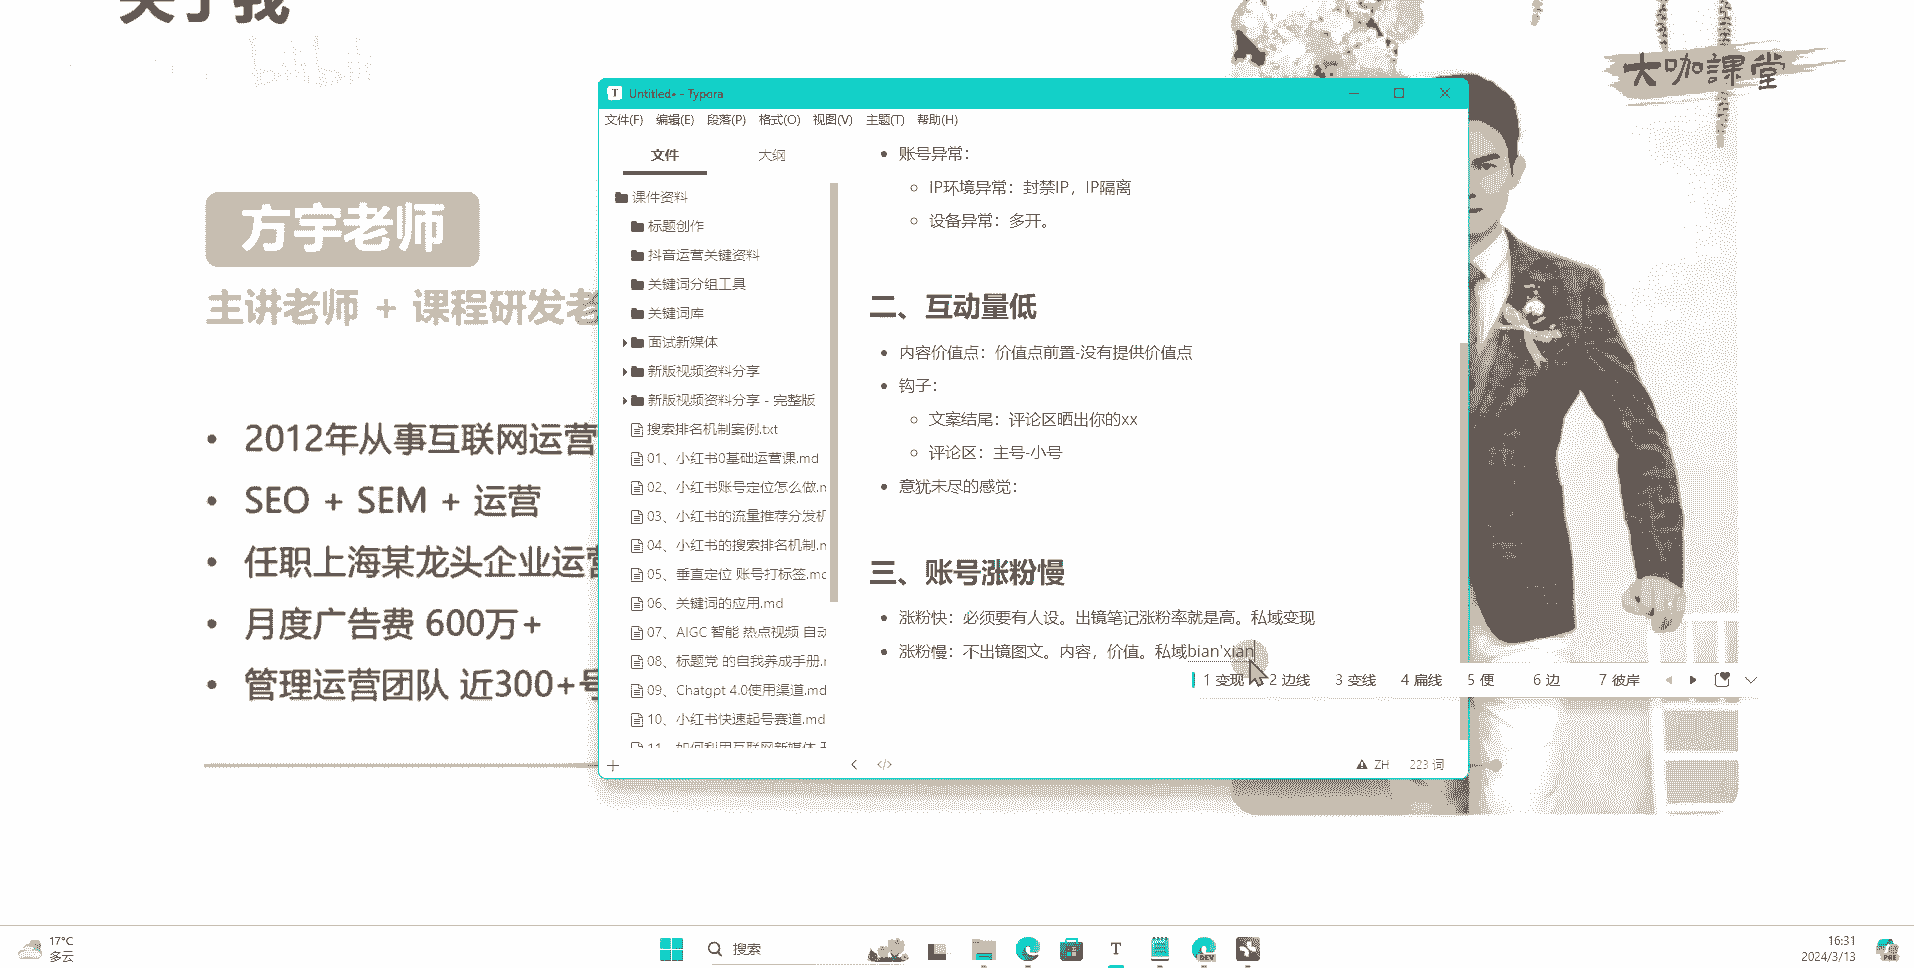 关于我
bilibili
大咖課堂
方宇老师
主讲老师 + 课程研发老
2012年从事互联网运营
SEO + SEM + 运营
任职上海某龙头企业运营
月度广告费 600万+
管理运营团队 近300+号
Untitled• - Typora
文件(F) 编辑(E) 段落(P) 格式(O) 视图(V) 主题(T) 帮助(H)
文件 大纲
课件资料
标题创作
抖音运营关键资料
关键词分组工具
关键词库
面试新媒体
新版视频资料分享
新版视频资料分享 - 完整版
搜索排名机制案例.txt
01、小红书0基础运营课.md
02、小红书账号定位怎么做.m
03、小红书的流量推荐分发机
04、小红书的搜索排名机制.m
05、垂直定位 账号打标签.md
06、关键词的应用.md
07、AIGC 智能 热点视频 自动
08、标题党 的自我养成手册.m
09、Chatgpt 4.0使用渠道.md
10、小红书快速起号赛道.md
11、如何利用互联网新媒体
账号异常：
IP环境异常：封禁IP，IP隔离
设备异常：多开。
二、互动量低
内容价值点：价值点前置-没有提供价值点
钩子：
文案结尾：评论区晒出你的xx
评论区：主号-小号
意犹未尽的感觉：
三、账号涨粉慢
涨粉快：必须要有人设。出镜笔记涨粉率就是高。私域变现
涨粉慢：不出镜图文。内容，价值。私域bian'xian
1 变现 2 边线 3 变线 4 扁线 5 便 6 边 7 彼岸
ZH 223 词
17°C
多云
搜索
16:31
2024/3/13